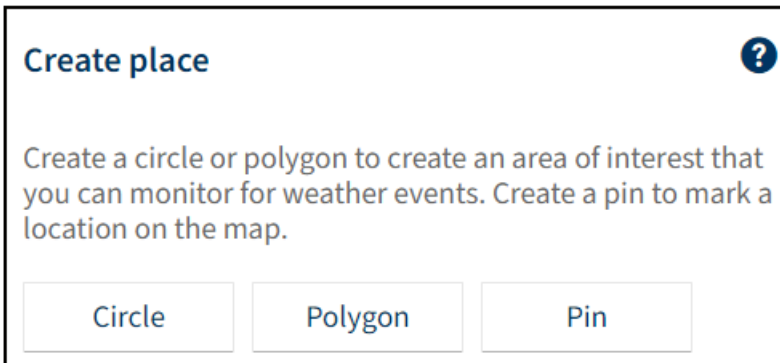 Create place ?
Create a circle or polygon to create an area of interest that
you can monitor for weather events. Create a pin to mark a
location on the map.
Circle Polygon Pin